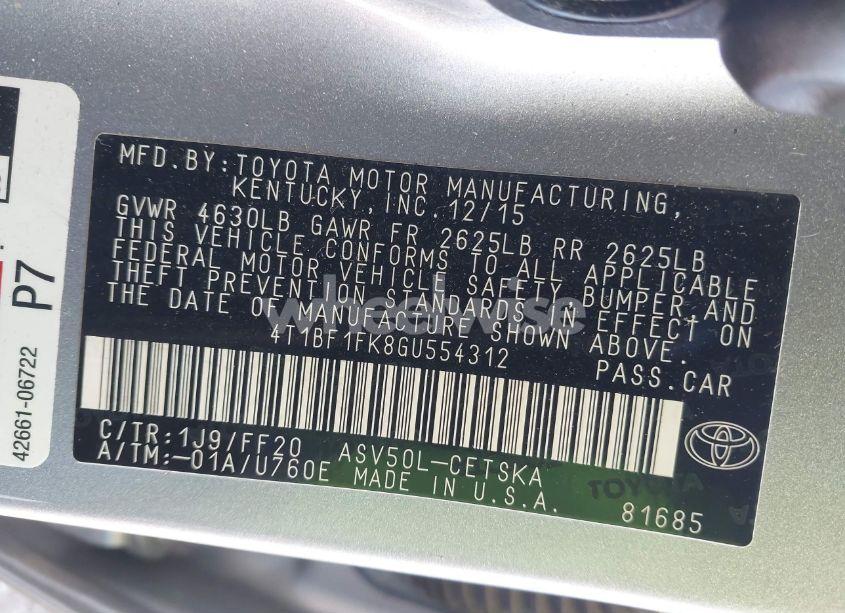 MFD.BY:TOYOTA MOTOR MANUFACTURING,
KENTUCKY,INC.12/15
GVWR 4630LB GAWR FR 2625LB RR 2625LB
THIS VEHICLE CONFORMS TO ALL APPLICABLE
FEDERAL MOTOR VEHICLE SAFETY BUMPER,AND
THEFT PREVENTION STANDARDS IN EFFECT ON
THE DATE OF MANUFACTURE SHOWN ABOVE.
4T1BF1FK8GU554312
PASS.CAR
C/TR:1J9/FF20 ASV50L-CETSKA
A/TM:-01A/U760E MADE IN U.S.A.
81685
TOYOTA
wheelwise
P7
42661-06722